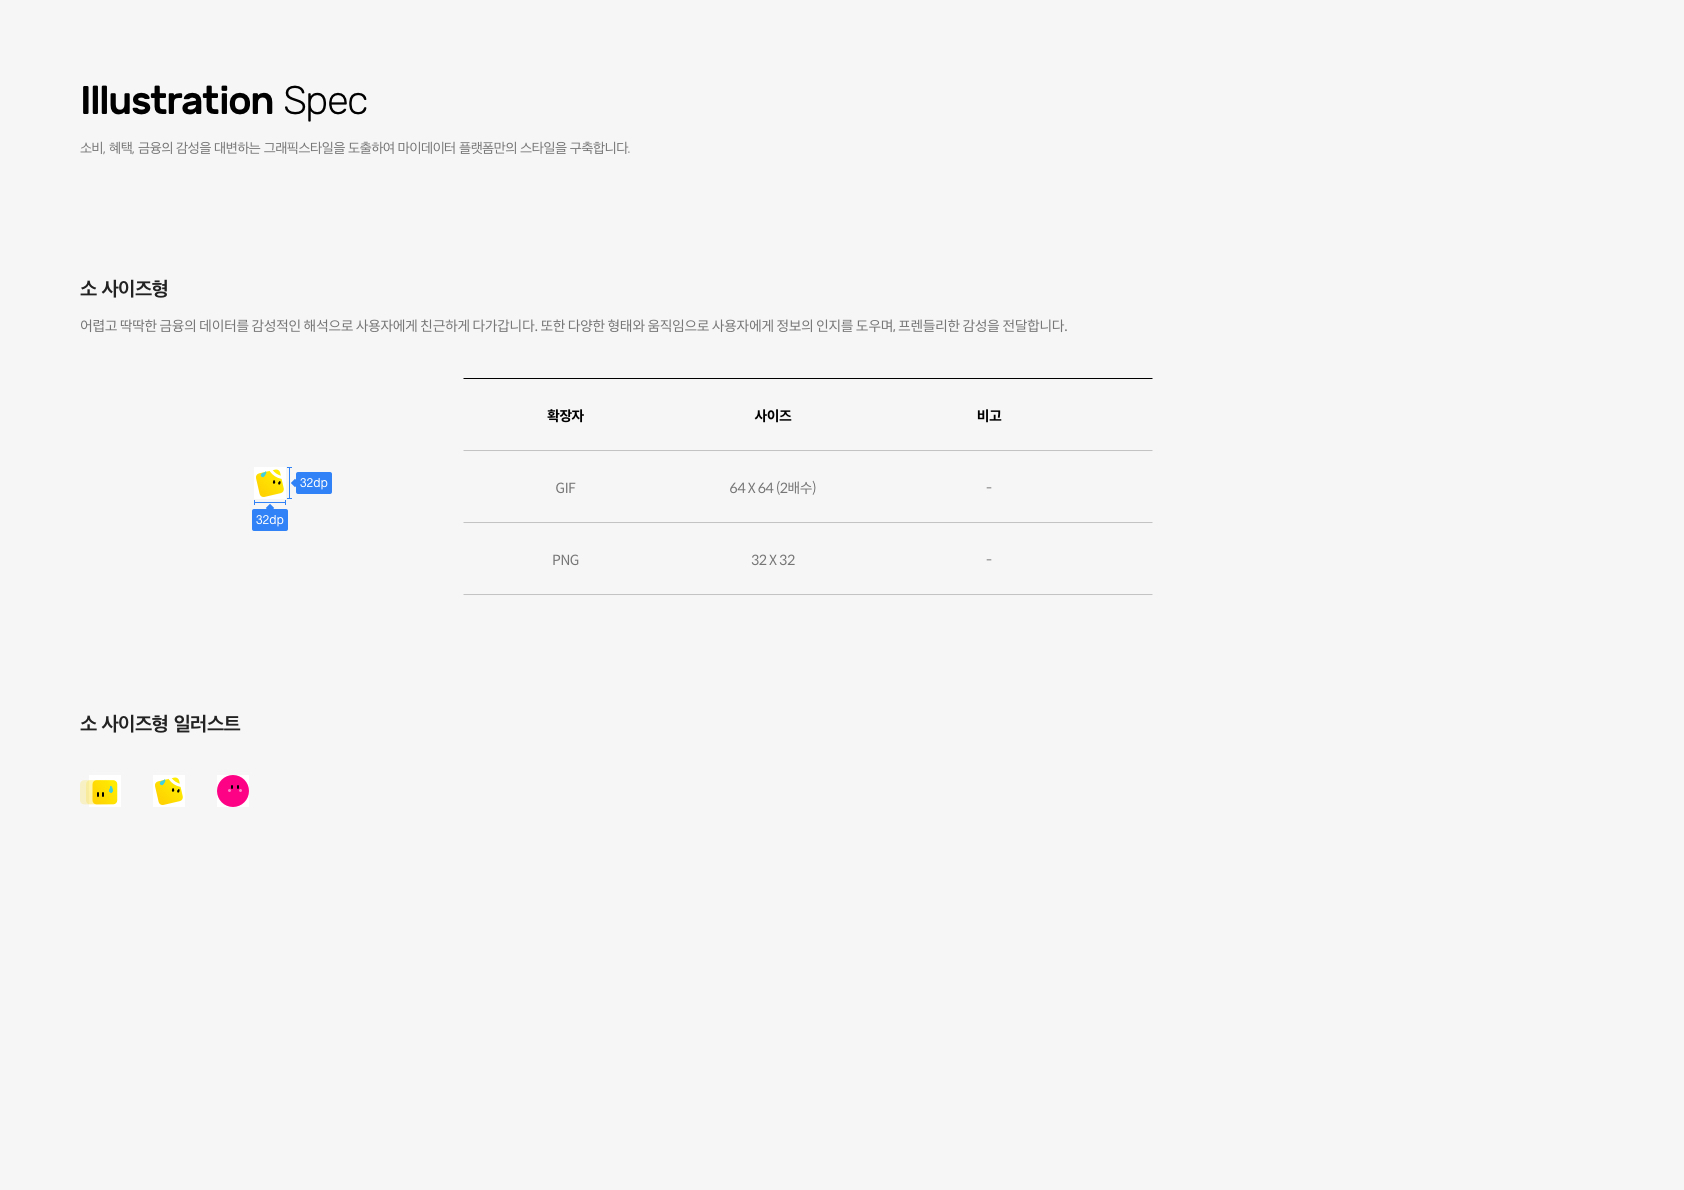 Illustration Spec
소비, 혜택, 금융의 감성을 대변하는 그래픽스타일을 도출하여 마이데이터 플랫폼만의 스타일을 구축합니다.
소 사이즈형
어렵고 딱딱한 금융의 데이터를 감성적인 해석으로 사용자에게 친근하게 다가갑니다. 또한 다양한 형태와 움직임으로 사용자에게 정보의 인지를 도우며, 프렌들리한 감성을 전달합니다.
확장자 사이즈 비고
32dp
32dp
GIF 64 X 64 (2배수) -
PNG 32 X 32 -
소 사이즈형 일러스트